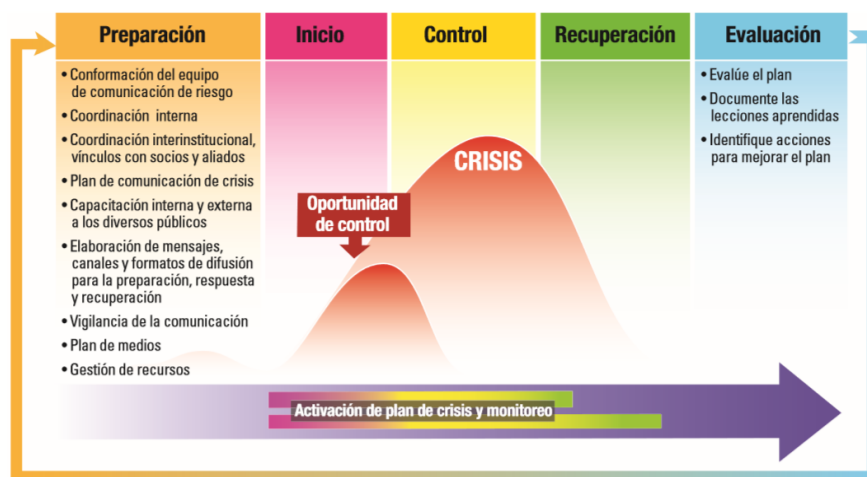 Preparación
Inicio
Control
Recuperación
Evaluación
• Conformación del equipo
de comunicación de riesgo
• Coordinación interna
• Coordinación interinstitucional,
vínculos con socios y aliados
• Plan de comunicación de crisis
• Capacitación interna y externa
a los diversos públicos
• Elaboración de mensajes,
canales y formatos de difusión
para la preparación, respuesta
y recuperación
• Vigilancia de la comunicación
• Plan de medios
• Gestión de recursos
Oportunidad
de control
CRISIS
• Evalúe el plan
• Documente las
lecciones aprendidas
• Identifique acciones
para mejorar el plan
Activación de plan de crisis y monitoreo